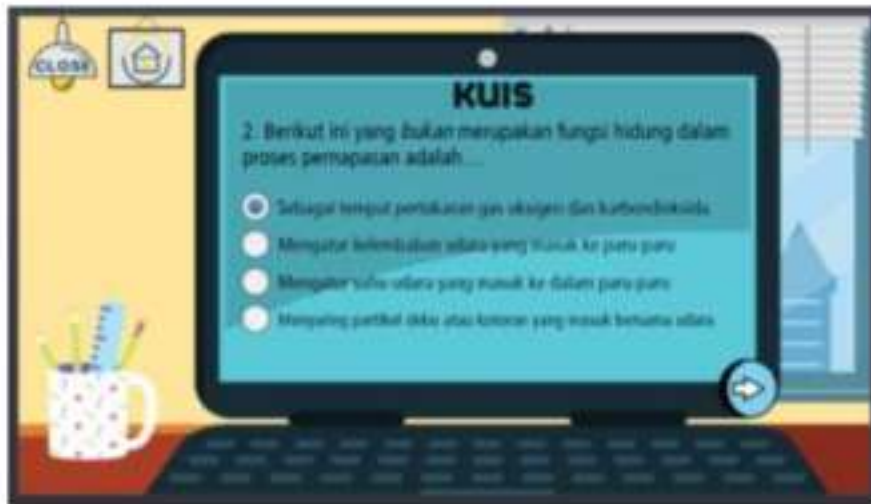 CLOSE
KUIS
2. Berikut ini yang bukan merupakan fungsi hidung dalam
proses pernapasan adalah....
Sebagai tempat pertukaran gas oksigen dan karbondioksida
Mengatur kelembaban udara yang masuk ke paru-paru
Mengatur suhu udara yang masuk ke dalam paru-paru
Menyaring partikel debu atau kotoran yang masuk bersama udara